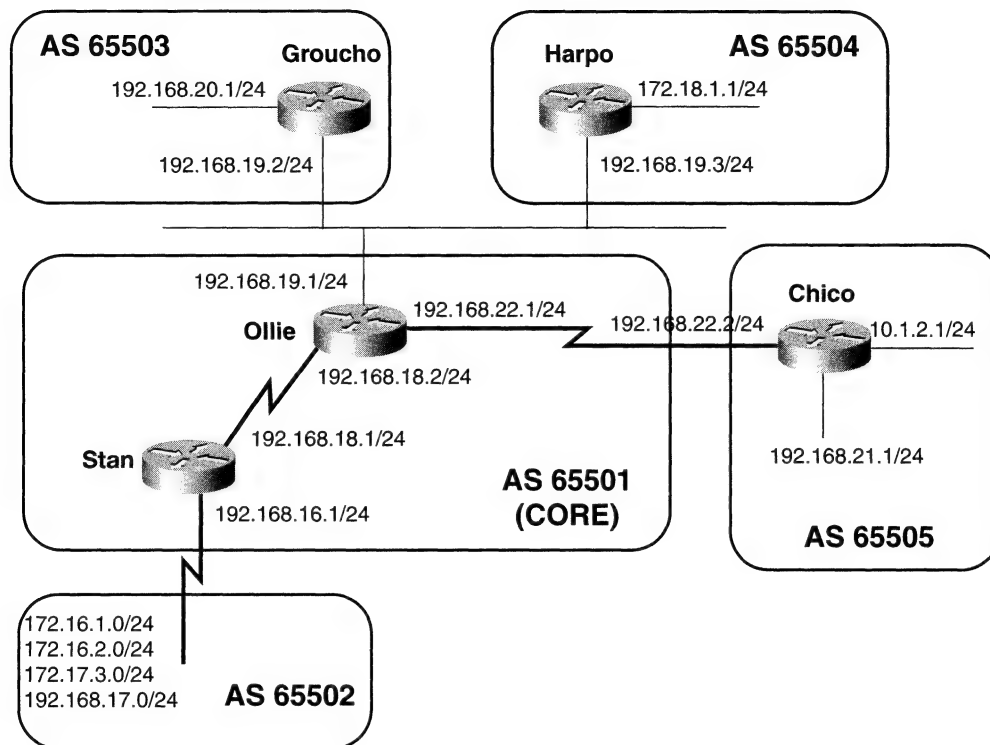 AS 65503
Groucho
192.168.20.1/24
192.168.19.2/24
Harpo
AS 65504
172.18.1.1/24
192.168.19.3/24
192.168.19.1/24
Ollie
192.168.22.1/24
192.168.18.2/24
192.168.18.1/24
Stan
192.168.16.1/24
AS 65501
(CORE)
192.168.22.2/24
Chico
10.1.2.1/24
192.168.21.1/24
AS 65505
172.16.1.0/24
172.16.2.0/24
172.17.3.0/24
192.168.17.0/24
AS 65502